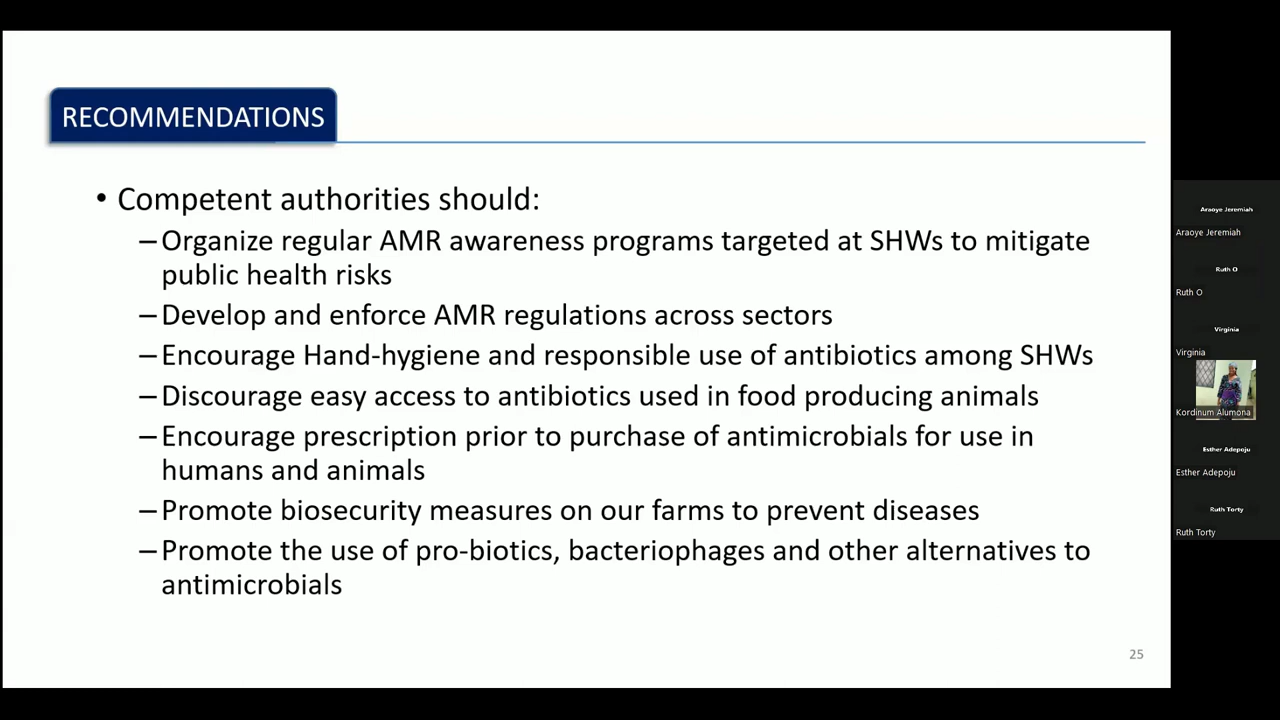 RECOMMENDATIONS
• Competent authorities should:
– Organize regular AMR awareness programs targeted at SHWs to mitigate
public health risks
– Develop and enforce AMR regulations across sectors
– Encourage Hand-hygiene and responsible use of antibiotics among SHWs
– Discourage easy access to antibiotics used in food producing animals
– Encourage prescription prior to purchase of antimicrobials for use in
humans and animals
– Promote biosecurity measures on our farms to prevent diseases
– Promote the use of pro-biotics, bacteriophages and other alternatives to
antimicrobials
25
Araoye Jeremiah
Araoye Jeremiah
Ruth O
Ruth O
Virginia
Virginia
Kordinum Alumona
Esther Adepoju
Esther Adepoju
Ruth Torty
Ruth Torty